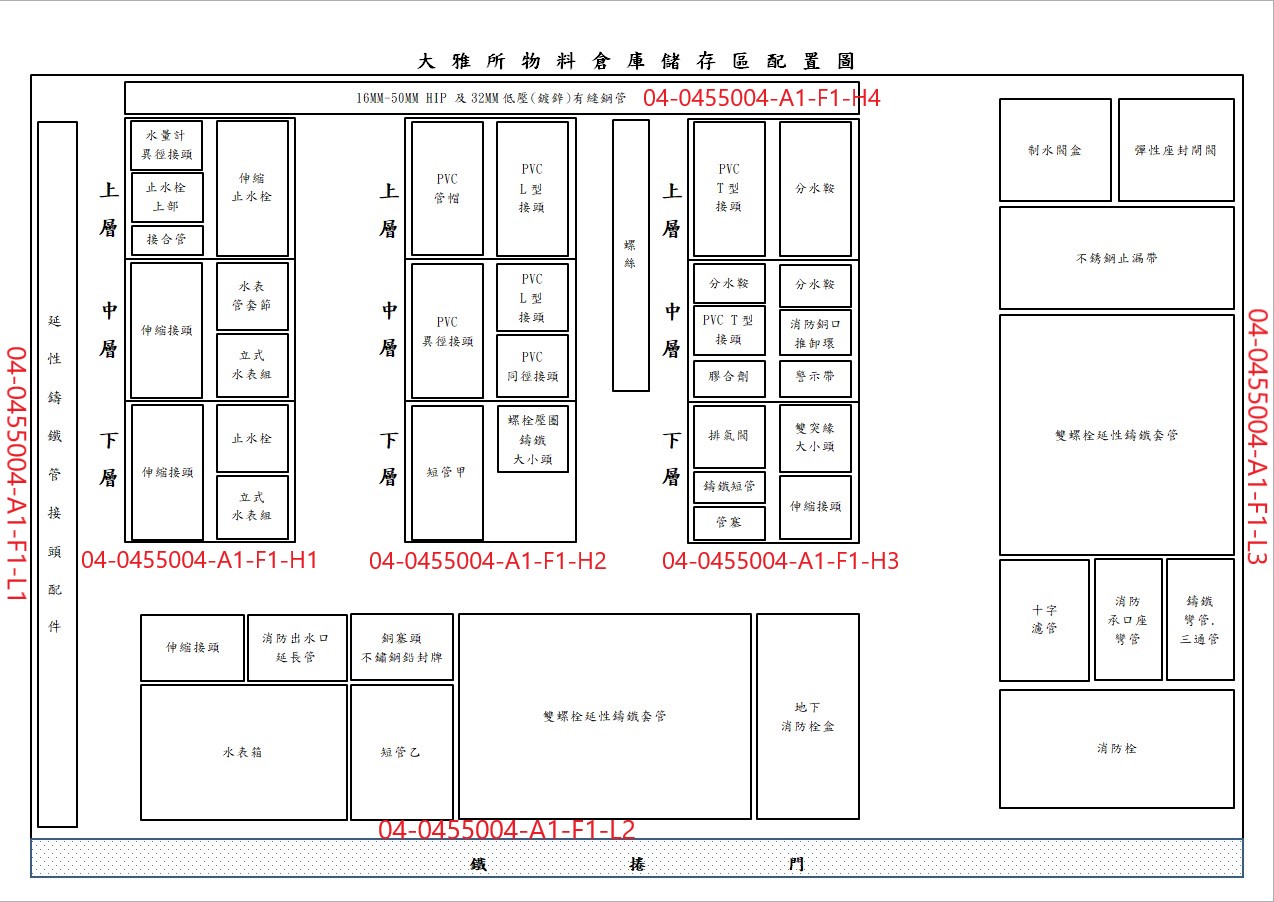 大雅所物料倉庫儲存區配置圖
16MM-50MM HIP 及32MM低壓(鍍鋅)有縫鋼管
04-0455004-A1-F1-H4
延性鑄鐵管接頭配件
04-0455004-A1-F1-L1
上層
水量計
異徑接頭
止水栓
上部
接合管
伸缩
止水栓
中層
伸缩接頭
水表
管套節
立式
水表組
下層
伸缩接頭
止水栓
立式
水表組
04-0455004-A1-F1-H1
上層
PVC
管帽
PVC
L型
接頭
中層
PVC
異徑接頭
PVC
L型
接頭
PVC
同徑接頭
下層
短管甲
螺栓壓圈
鑄鐵
大小頭
04-0455004-A1-F1-H2
螺絲
上層
PVC
T型
接頭
分水鞍
中層
分水鞍
分水鞍
PVC T型
接頭
消防銅口
推卸環
膠合劑
警示帶
下層
排氣閥
雙突緣
大小頭
鑄鐵短管
管塞
伸缩接頭
04-0455004-A1-F1-H3
制水閥盒
彈性座封閘閥
不銹鋼止漏帶
雙螺栓延性鑄鐵套管
04-0455004-A1-F1-L3
十字
濾管
消防
承口座
彎管
鑄鐵
彎管.
三通管
消防栓
伸缩接頭
消防出水口
延長管
銅塞頭
不鏽鋼鉛封牌
水表箱
短管乙
雙螺栓延性鑄鐵套管
地下
消防栓盒
04-0455004-A1-F1-L2
鐵捲門